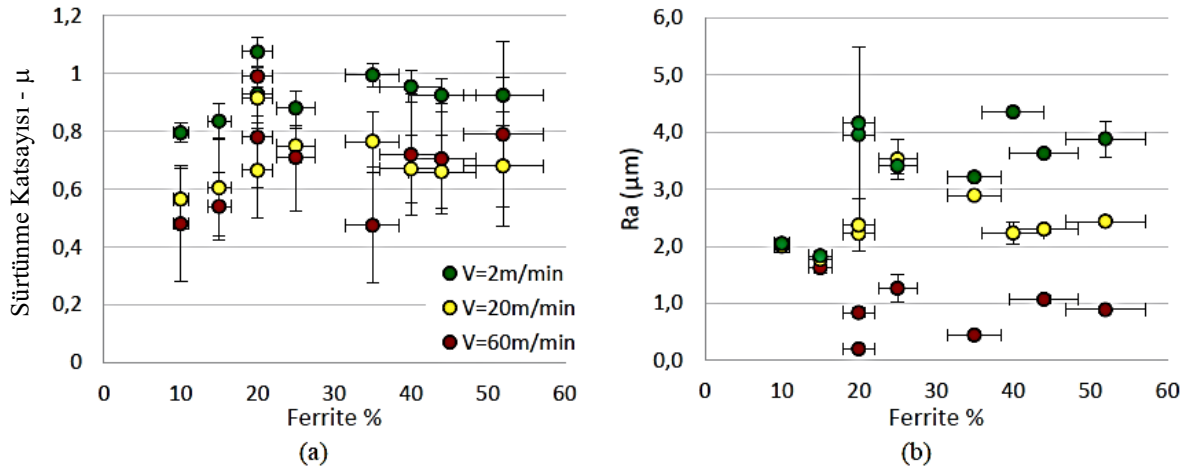 Sürtünme Katsayısı - µ
1,2
1
0,8
0,6
0,4
0,2
0
0 10 20 30 40 50 60
Ferrite %
V=2m/min
V=20m/min
V=60m/min
(a)
Ra (µm)
6,0
5,0
4,0
3,0
2,0
1,0
0,0
0 10 20 30 40 50 60
Ferrite %
(b)